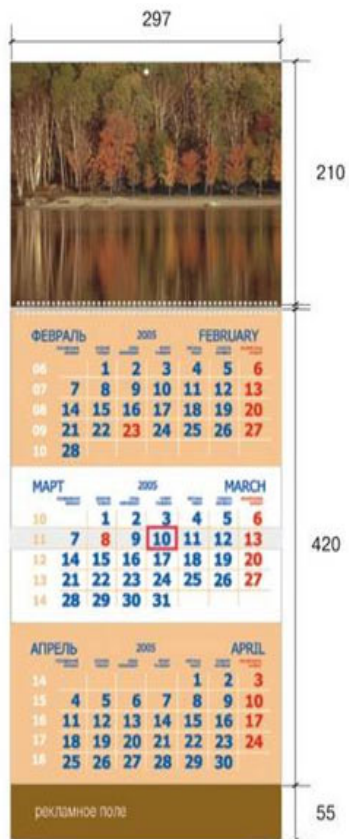 297
210
ФЕВРАЛЬ 2005 FEBRUARY
06 1 2 3 4 5 6
07 7 8 9 10 11 12 13
08 14 15 16 17 18 19 20
09 21 22 23 24 25 26 27
10 28
МАРТ 2005 MARCH
10 1 2 3 4 5 6
11 7 8 9 10 11 12 13
12 14 15 16 17 18 19 20
13 21 22 23 24 25 26 27
14 28 29 30 31
420
АПРЕЛЬ 2005 APRIL
14 1 2 3
15 4 5 6 7 8 9 10
16 11 12 13 14 15 16 17
17 18 19 20 21 22 23 24
18 25 26 27 28 29 30
рекламное поле
55